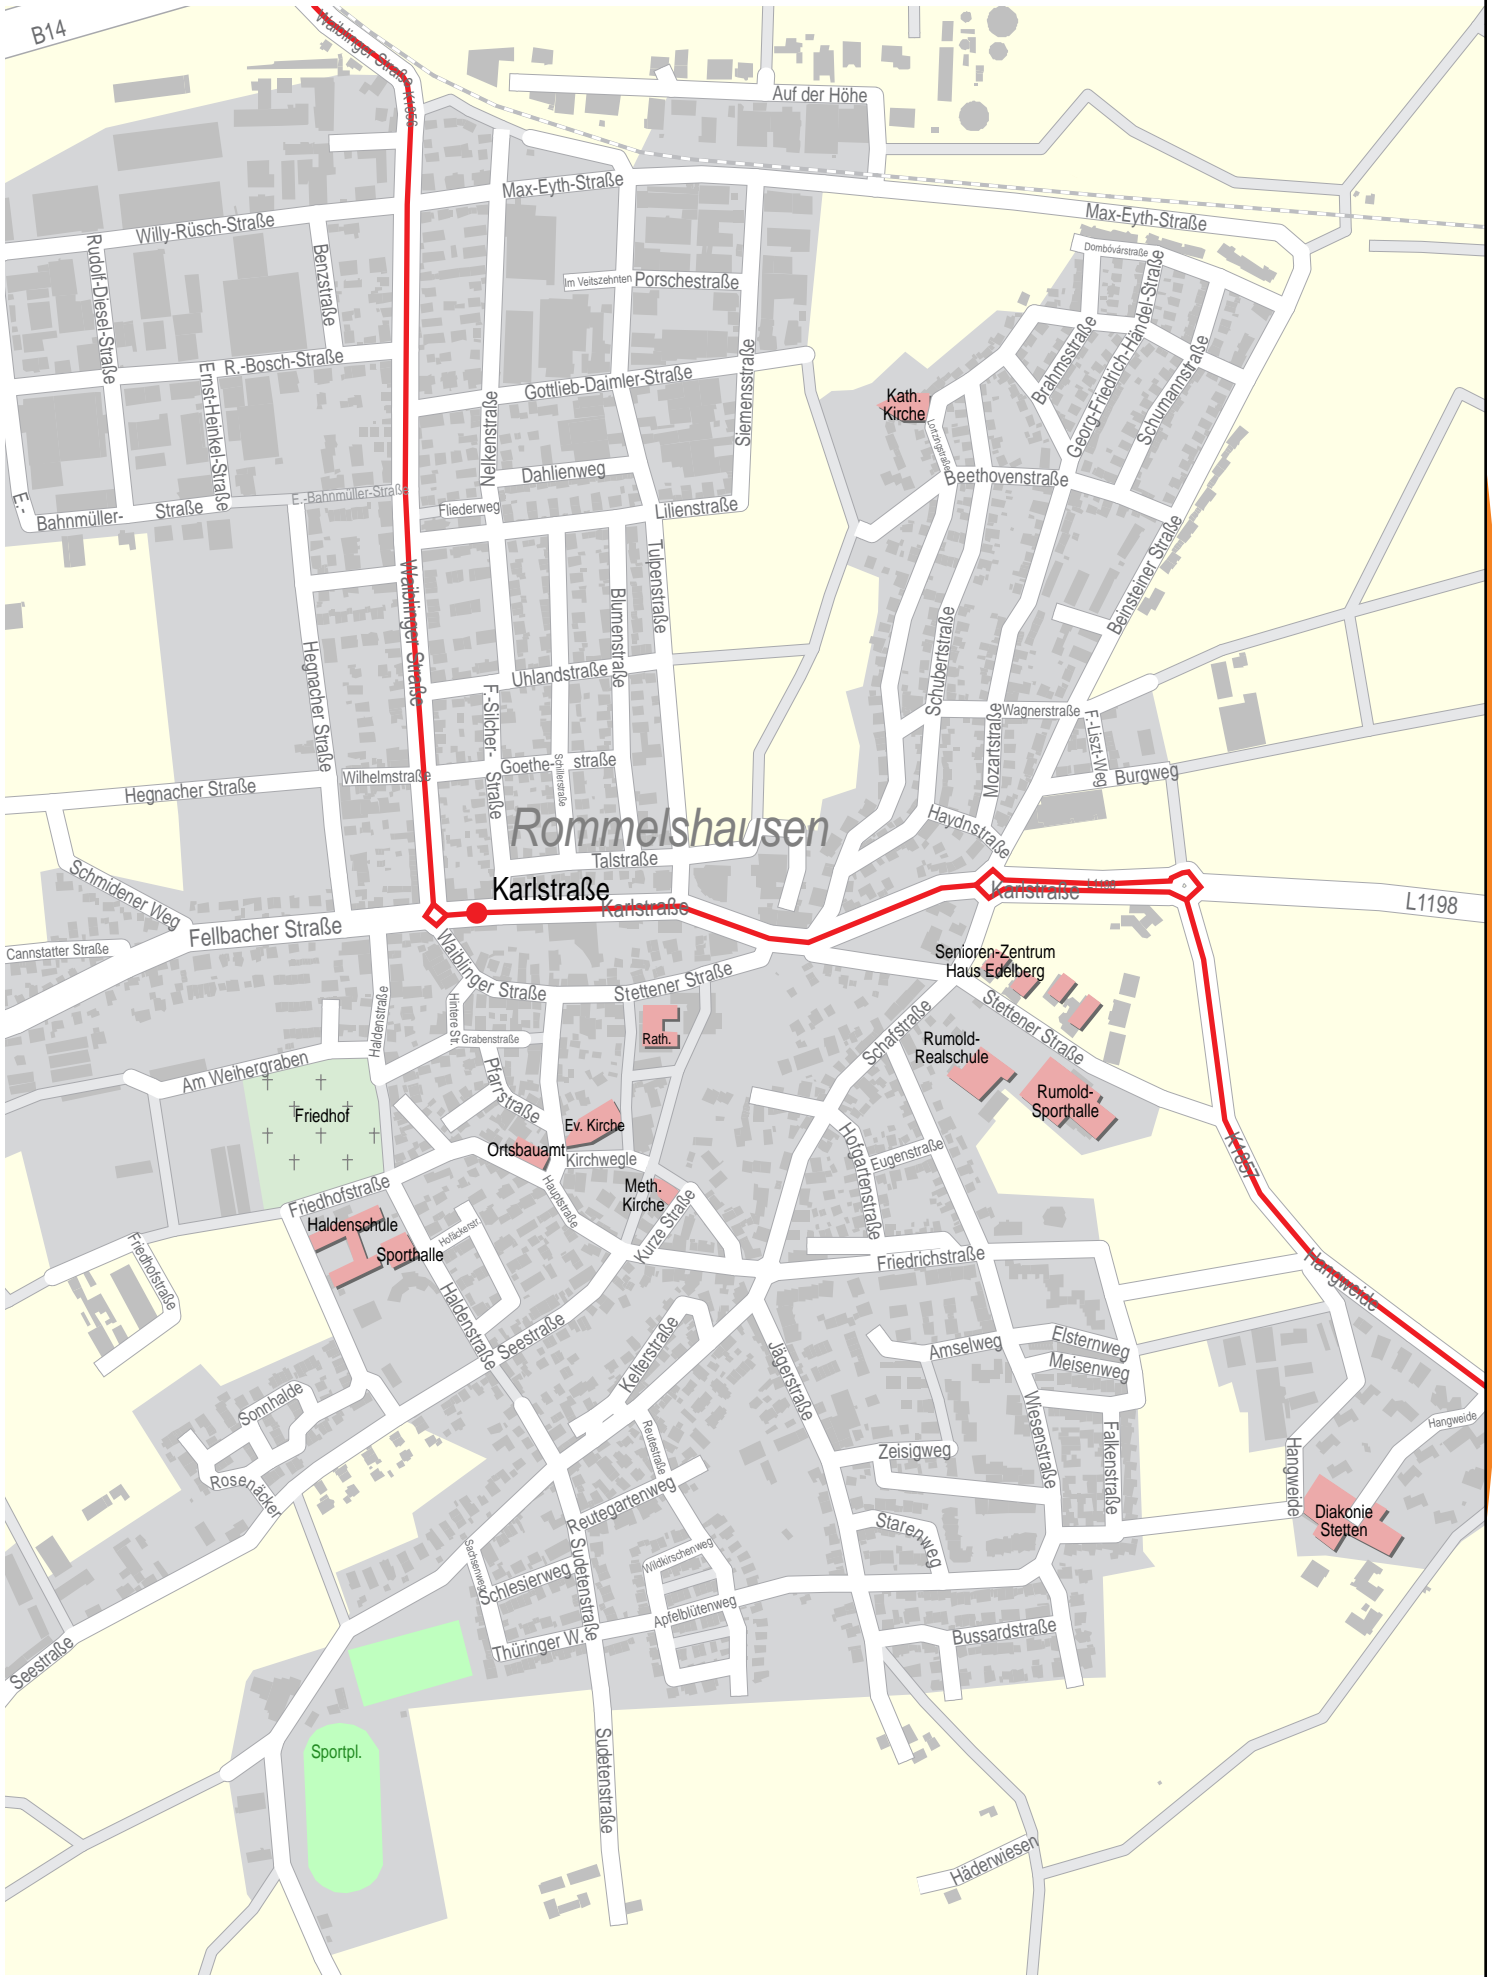 B14
Waiblinger Straße K1856
Auf der Höhe
Max-Eyth-Straße
Max-Eyth-Straße
Willy-Rüsch-Straße
Dombóvárstraße
Rudolf-Diesel-Straße
Benzstraße
Im Veitszehnten
Porschestraße
Georg-Friedrich-Händel-Straße
R.-Bosch-Straße
Ernst-Heinkel-Straße
Nelkenstraße
Gottlieb-Daimler-Straße
Siemensstraße
Brahmsstraße
Schumannstraße
Kath.
Kirche
Lortzingstraße
Dahlienweg
Beethovenstraße
E.-
Bahnmüller-
Straße
E.-Bahnmüller-Straße
Fliederweg
Lilienstraße
Tulpenstraße
Waiblinger Straße
Blumenstraße
Beinsteiner Straße
Hegnacher Straße
Uhlandstraße
Schubertstraße
Wagnerstraße
F.-Silcher-
Straße
Mozartstraße
F.-Liszt-Weg
Wilhelmstraße
Goethe-
straße
Schillerstraße
Burgweg
Hegnacher Straße
Rommelshausen
Haydnstraße
Talstraße
Schmidener Weg
Karlstraße
Karlstraße
Karlstraße
L1198
L1198
Fellbacher Straße
Cannstatter Straße
Waiblinger Straße
Stettener Straße
Senioren-Zentrum
Haus Edelberg
Haldenstraße
Hintere Str.
Grabenstraße
Rath.
Schafstraße
Stettener Straße
Rumold-
Realschule
Am Weihergraben
Pfarrstraße
Rumold-
Sporthalle
Friedhof
Ev. Kirche
Ortsbauamt
Kirchwegle
Hofgartenstraße
Eugenstraße
K1857
Friedhofstraße
Hauptstraße
Meth.
Kirche
Kurze Straße
Haldenschule
Sporthalle
Hofäckerstr.
Friedhofstraße
Friedrichstraße
Hangweide
Haldenstraße
Seestraße
Kelterstraße
Jägerstraße
Amselweg
Elsternweg
Meisenweg
Sonnhalde
Wiesenstraße
Falkenstraße
Hangweide
Hangweide
Reutestraße
Zeisigweg
Rosenäcker
Reutegartenweg
Diakonie
Stetten
Starenweg
Sachsenweg
Schlesierweg
Sudetenstraße
Wildkirschenweg
Apfelblütenweg
Thüringer W.
Bussardstraße
Seestraße
Sudetenstraße
Sportpl.
Häderwiesen